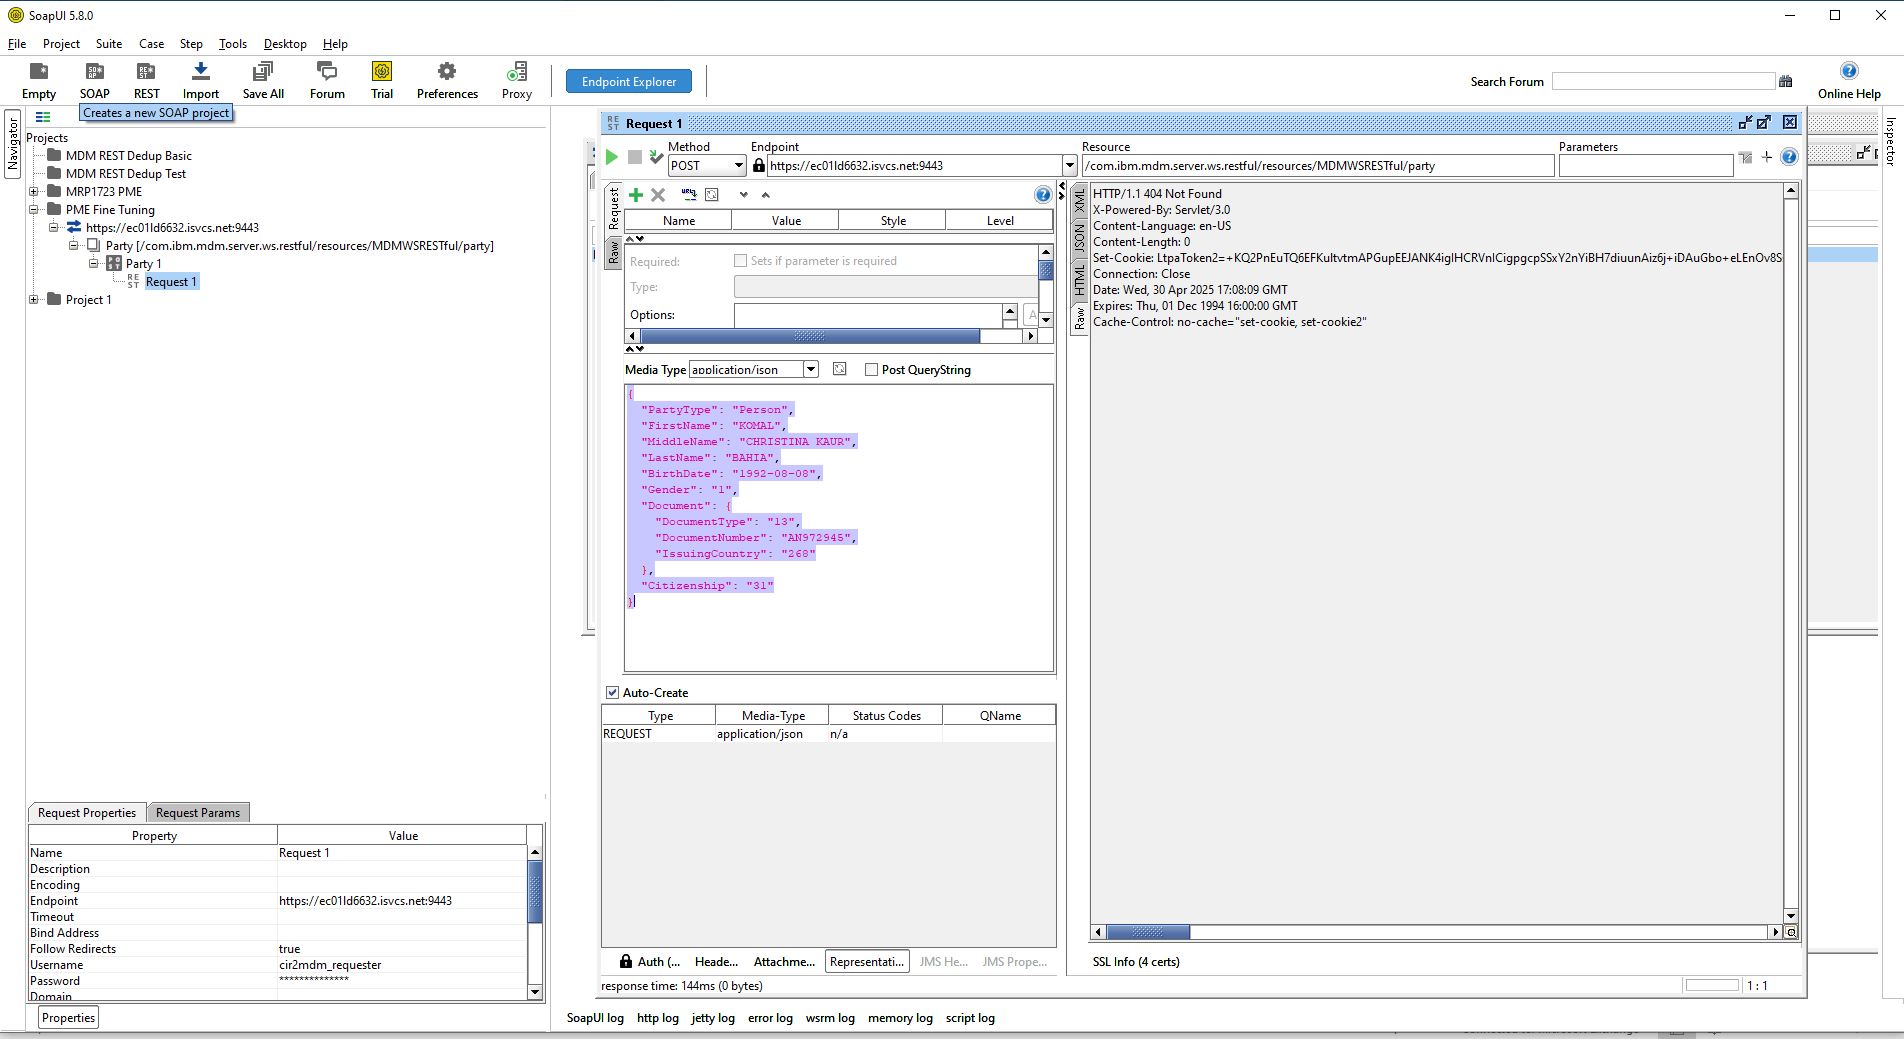 SoapUI 5.8.0
File Project Suite Case Step Tools Desktop Help
Empty SOAP REST Import Save All Forum Trial Preferences Proxy
Endpoint Explorer
Search Forum
Online Help
Creates a new SOAP project
Navigator
Projects
MDM REST Dedup Basic
MDM REST Dedup Test
MRP1723 PME
PME Fine Tuning
https://ec01ld6632.isvcs.net:9443
Party [/com.ibm.mdm.server.ws.restful/resources/MDMWSRESTful/party]
Party 1
Request 1
Project 1
Request Properties Request Params
Property Value
Name Request 1
Description
Encoding
Endpoint https://ec01ld6632.isvcs.net:9443
Timeout
Bind Address
Follow Redirects true
Username cir2mdm_requester
Password **************
Domain
Properties
Request 1
Method Endpoint Resource Parameters
POST https://ec01ld6632.isvcs.net:9443 /com.ibm.mdm.server.ws.restful/resources/MDMWSRESTful/party
Request
Raw
Name Value Style Level
Required: Sets if parameter is required
Type:
Options:
Media Type application/json Post QueryString
{
"PartyType": "Person",
"FirstName": "KOMAL",
"MiddleName": "CHRISTINA KAUR",
"LastName": "BAHIA",
"BirthDate": "1992-08-08",
"Gender": "1",
"Document": {
"DocumentType": "13",
"DocumentNumber": "AN972945",
"IssuingCountry": "268"
},
"Citizenship": "31"
}
Auto-Create
Type Media-Type Status Codes QName
REQUEST application/json n/a
Auth (... Heade... Attachme... Representati... JMS He... JMS Prope...
response time: 144ms (0 bytes)
XML
JSON
HTML
Raw
HTTP/1.1 404 Not Found
X-Powered-By: Servlet/3.0
Content-Language: en-US
Content-Length: 0
Set-Cookie: LtpaToken2=+KQ2PnEuTQ6EFKultvtmAPGupEEJANK4iglHCRVnlCigpgcpSSxY2nYiBH7diuunAiz6j+iDAuGbo+eLEnOv8S
Connection: Close
Date: Wed, 30 Apr 2025 17:08:09 GMT
Expires: Thu, 01 Dec 1994 16:00:00 GMT
Cache-Control: no-cache="set-cookie, set-cookie2"
SSL Info (4 certs)
1 : 1
Inspector
SoapUI log http log jetty log error log wsrm log memory log script log